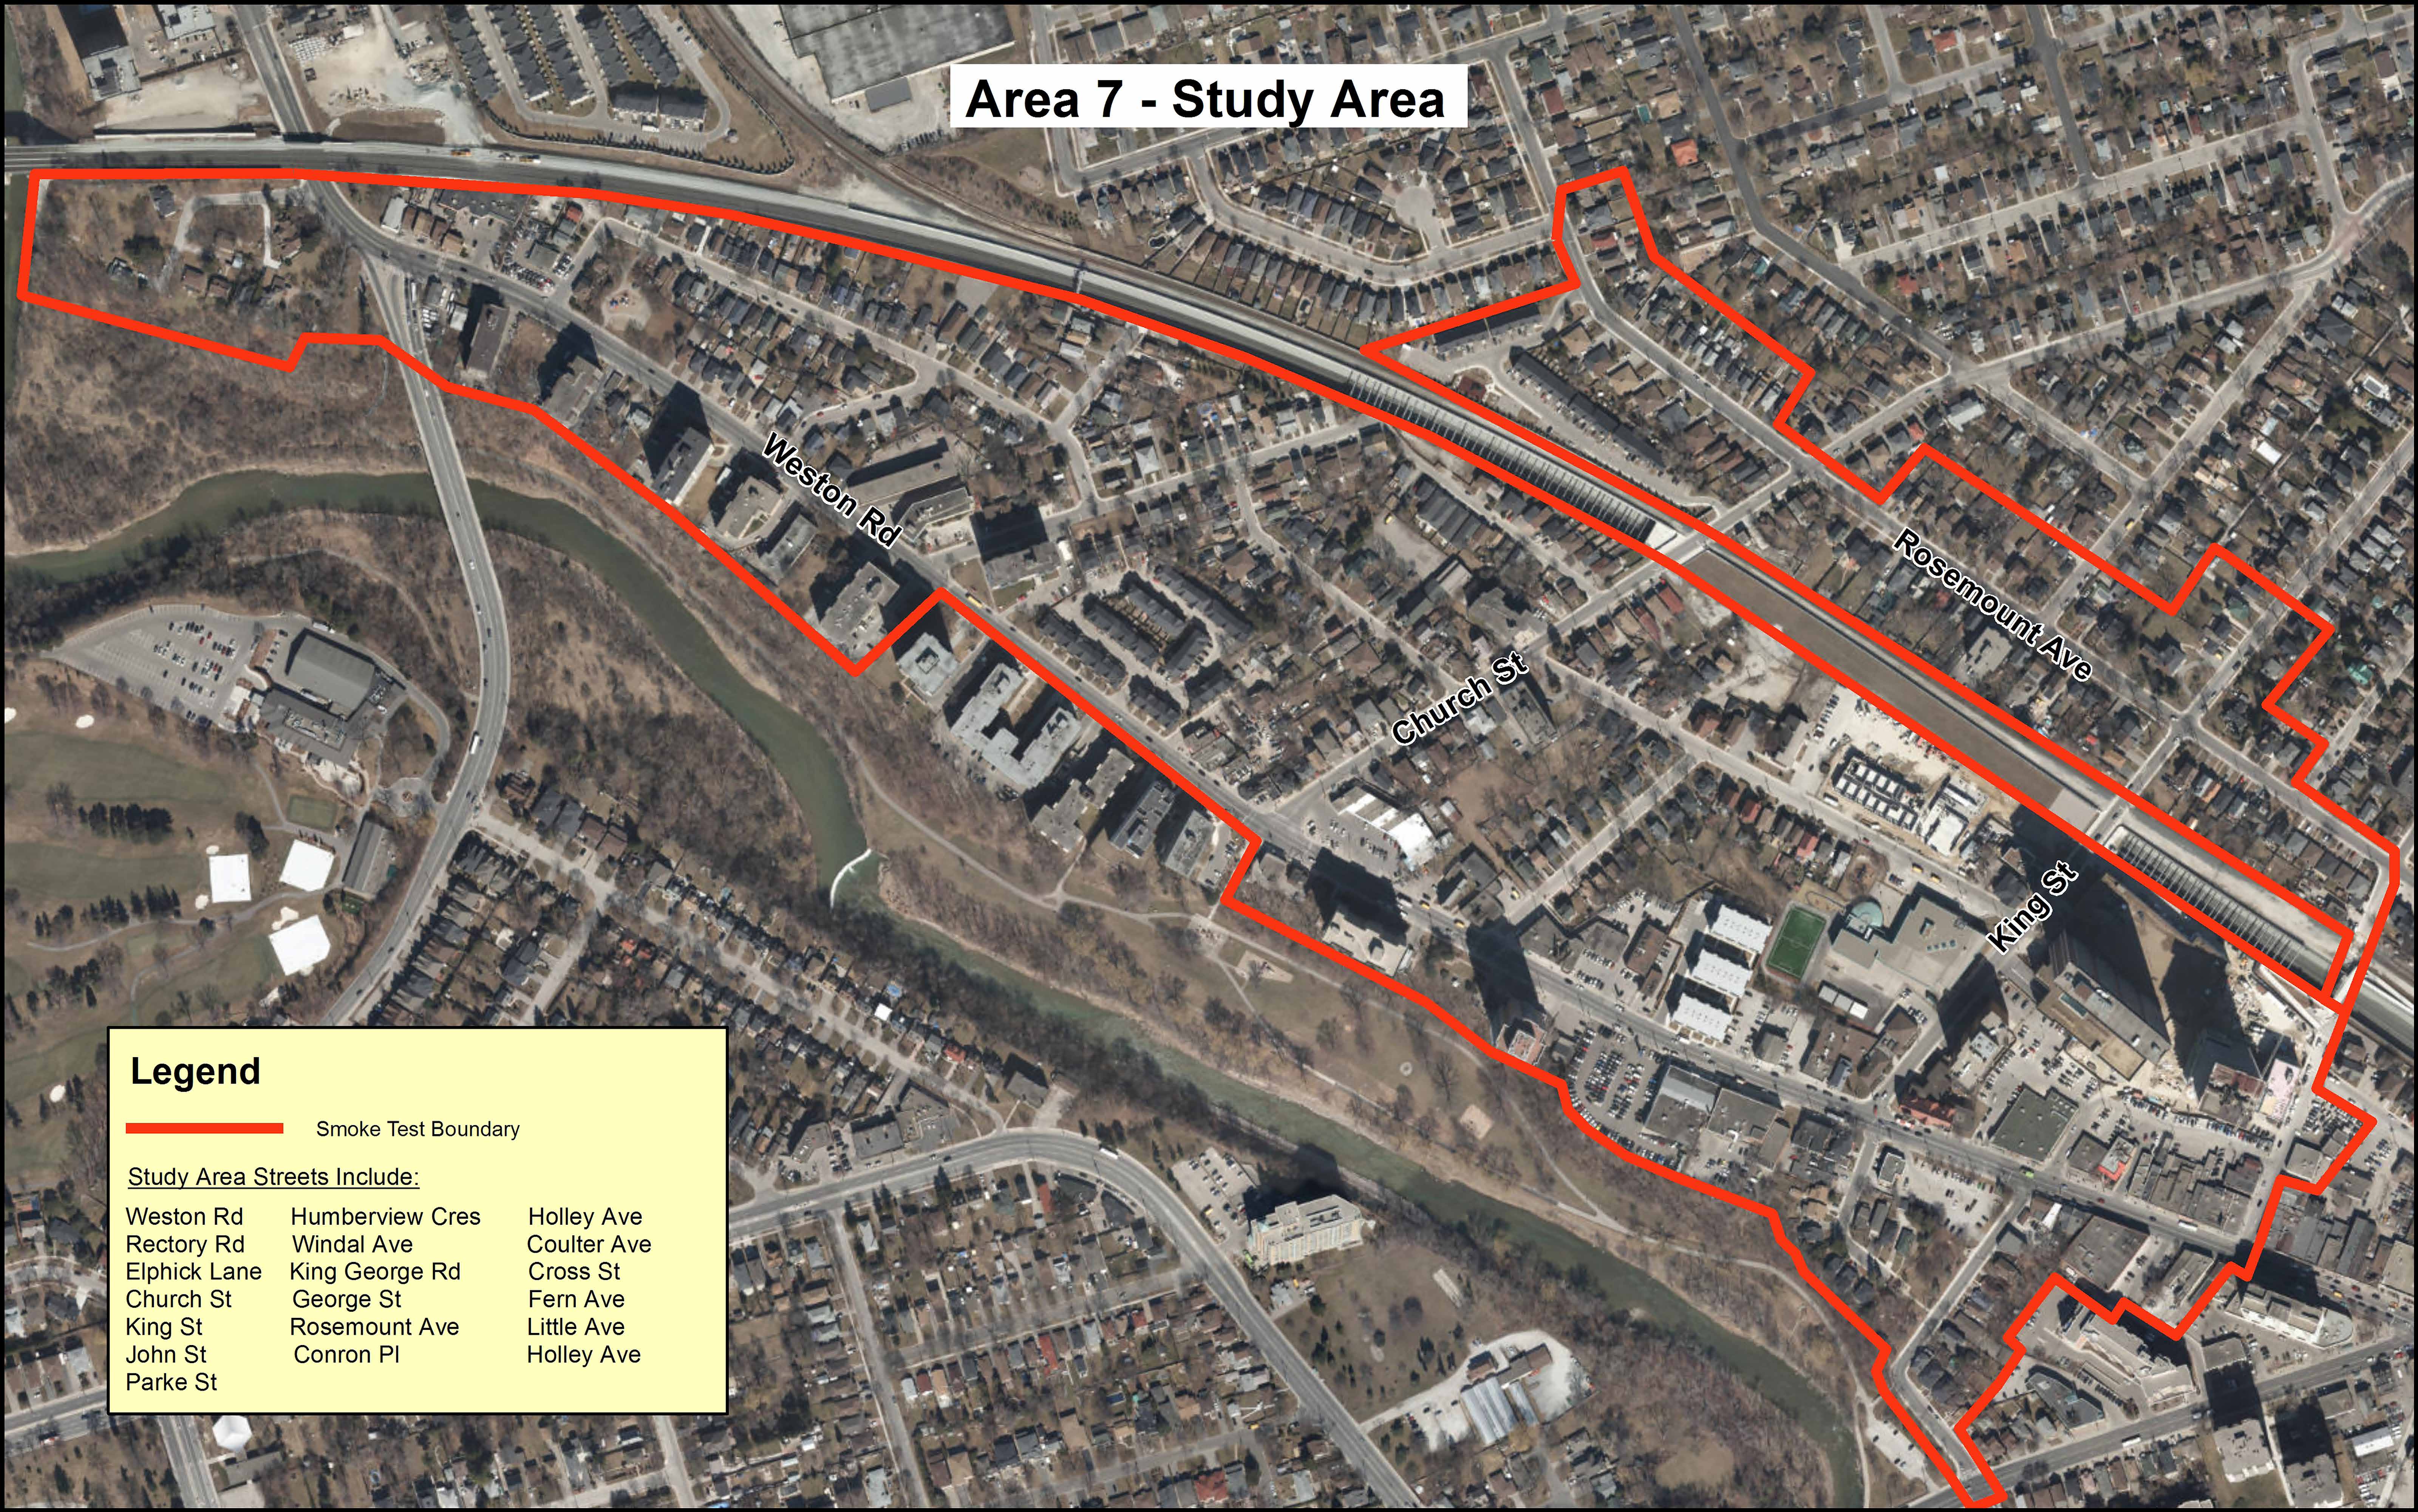 Area 7 - Study Area
Weston Rd
Rosemount Ave
Church St
King St
Legend
Smoke Test Boundary
Study Area Streets Include:
Weston Rd Humberview Cres Holley Ave
Rectory Rd Windal Ave Coulter Ave
Elphick Lane King George Rd Cross St
Church St George St Fern Ave
King St Rosemount Ave Little Ave
John St Conron Pl Holley Ave
Parke St